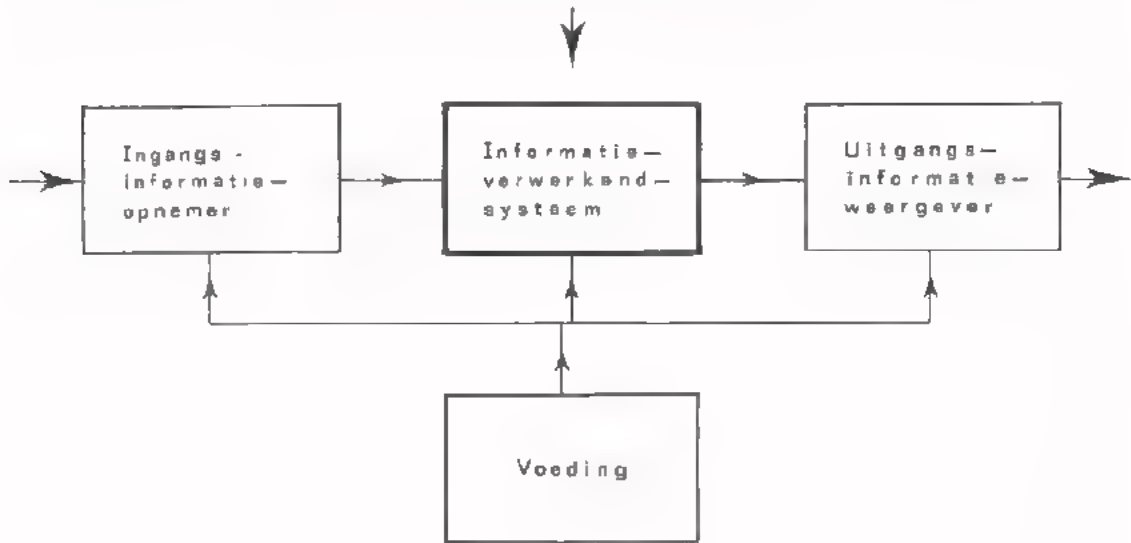 Ingangs-
informatie—
opnemer
Informatie—
verwerkend—
systeem
Uitgangs—
informat e—
weergever
Voeding